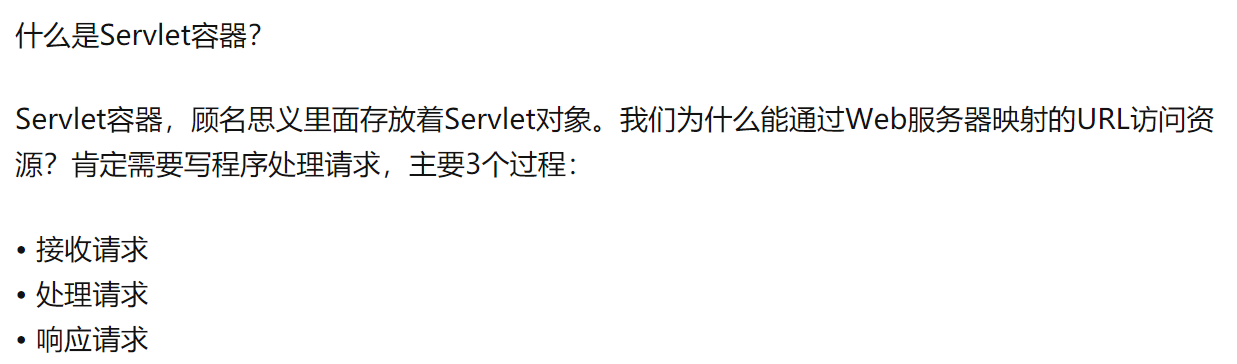 什么是Servlet容器？
Servlet容器，顾名思义里面存放着Servlet对象。我们为什么能通过Web服务器映射的URL访问资
源？肯定需要写程序处理请求，主要3个过程：
• 接收请求
• 处理请求
• 响应请求